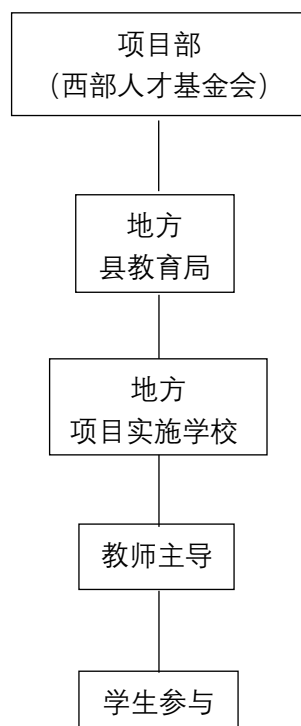 项目部
（西部人才基金会）
地方
县教育局
地方
项目实施学校
教师主导
学生参与